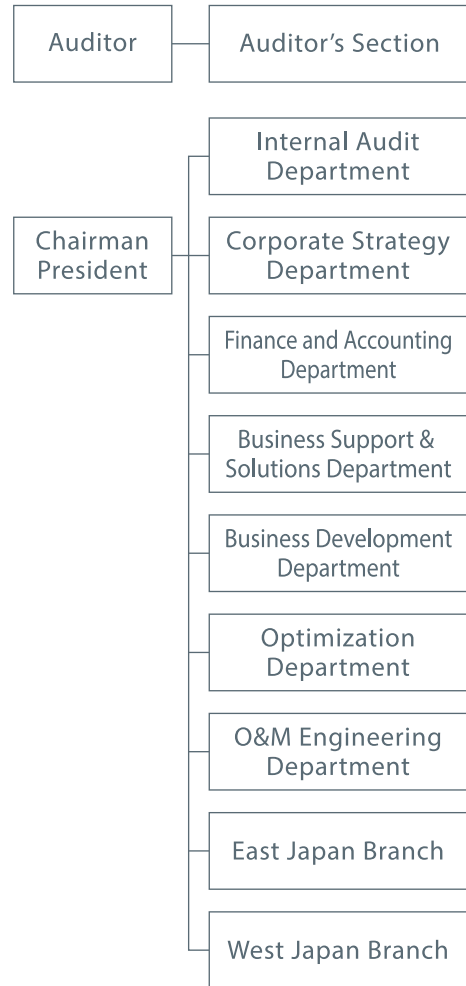 Auditor
Auditor’s Section
Internal Audit
Department
Chairman
President
Corporate Strategy
Department
Finance and Accounting
Department
Business Support &
Solutions Department
Business Development
Department
Optimization
Department
O&M Engineering
Department
East Japan Branch
West Japan Branch